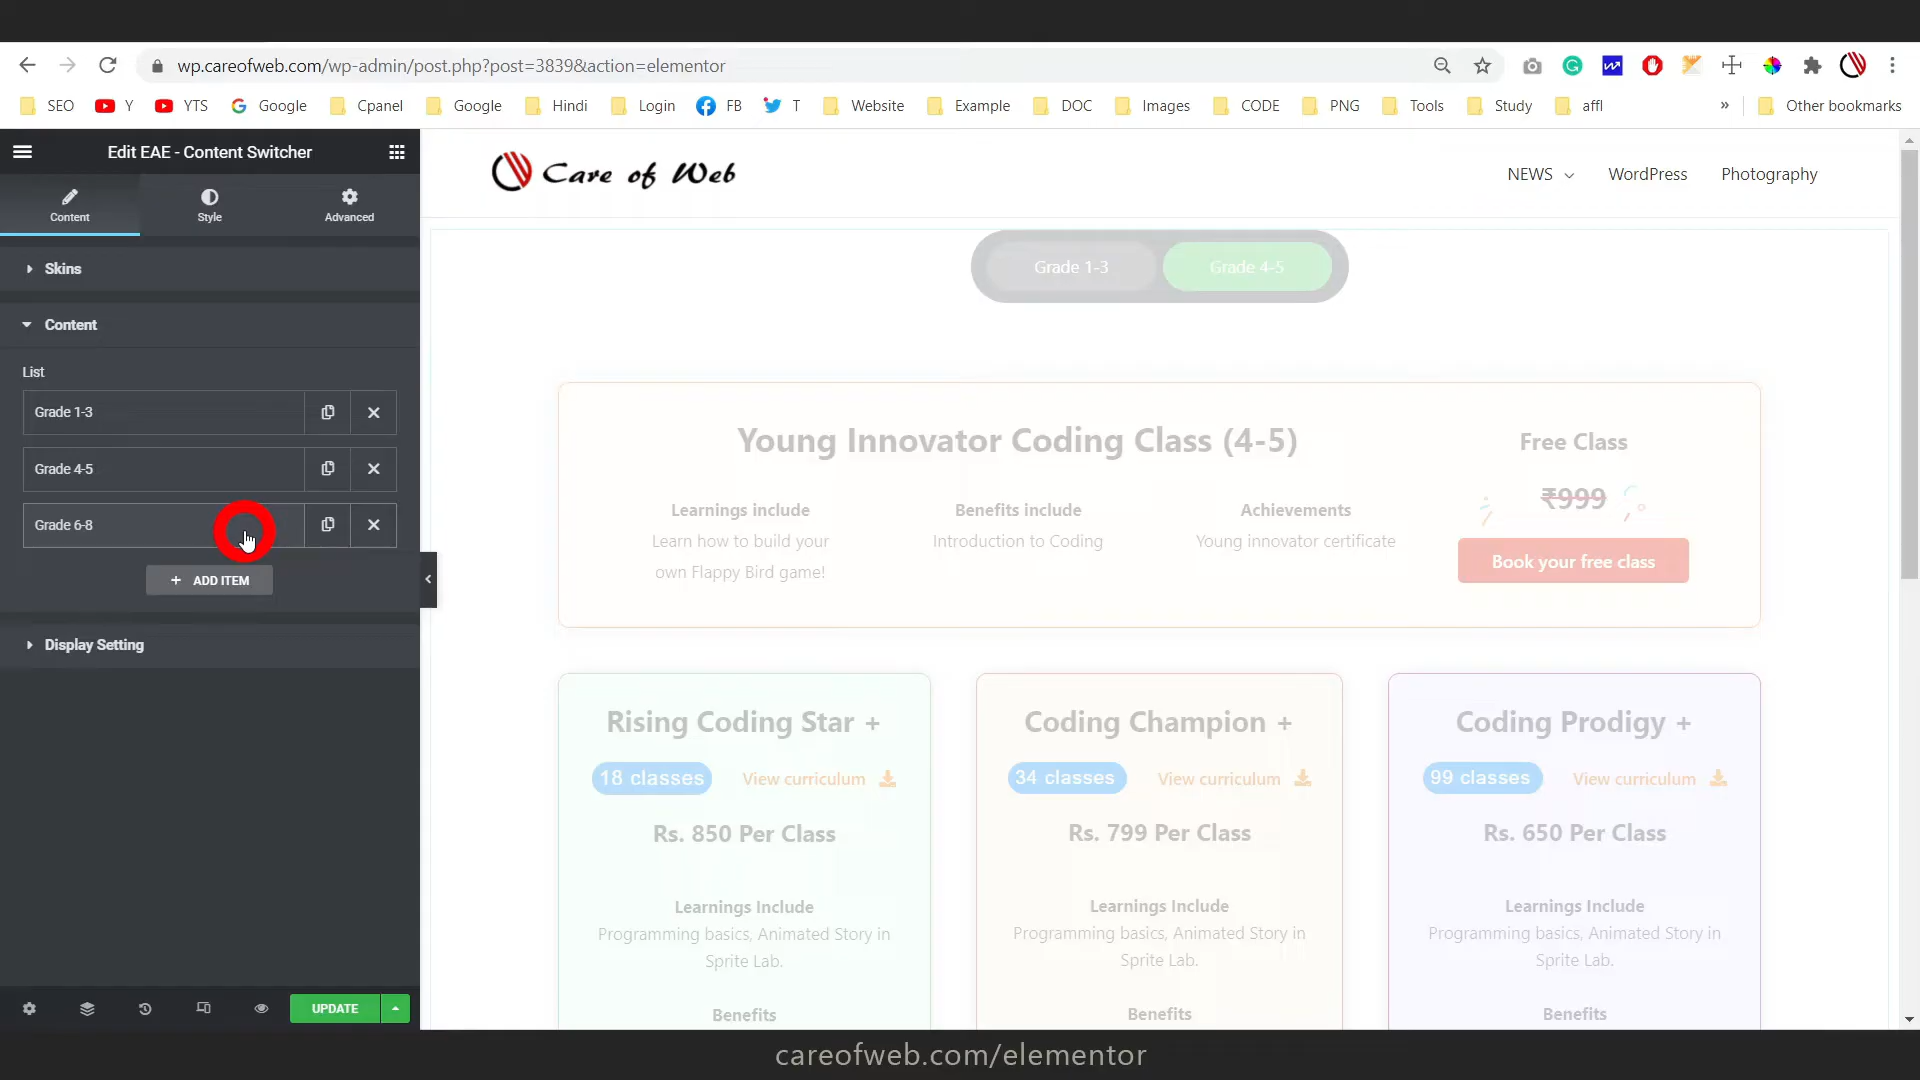 wp.careofweb.com/wp-admin/post.php?post=3839&action=elementor
SEO Y YTS Google Cpanel Google Hindi Login FB T Website Example DOC Images CODE PNG Tools Study affl » Other bookmarks
Edit EAE - Content Switcher
Content Style Advanced
Skins
Content
List
Grade 1-3
Grade 4-5
Grade 6-8
+ ADD ITEM
Display Setting
UPDATE
Care of Web
NEWS WordPress Photography
Grade 1-3 Grade 4-5
Young Innovator Coding Class (4-5)
Learnings include
Learn how to build your
own Flappy Bird game!
Benefits include
Introduction to Coding
Achievements
Young innovator certificate
Free Class
₹999
Book your free class
Rising Coding Star +
18 classes View curriculum
Rs. 850 Per Class
Learnings Include
Programming basics, Animated Story in
Sprite Lab.
Benefits
Coding Champion +
34 classes View curriculum
Rs. 799 Per Class
Learnings Include
Programming basics, Animated Story in
Sprite Lab.
Benefits
Coding Prodigy +
99 classes View curriculum
Rs. 650 Per Class
Learnings Include
Programming basics, Animated Story in
Sprite Lab.
Benefits
careofweb.com/elementor